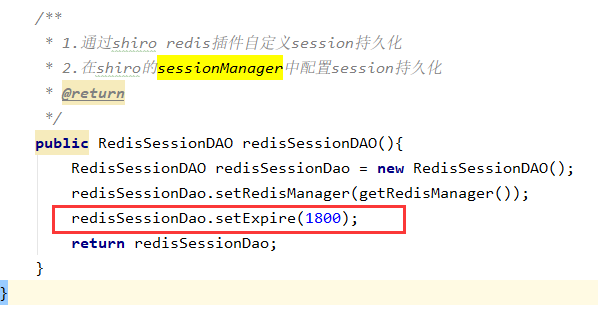 /**
* 1.通过shiro redis插件自定义session持久化
* 2.在shiro的sessionManager中配置session持久化
* @return
*/
public RedisSessionDAO redisSessionDAO(){
RedisSessionDAO redisSessionDao = new RedisSessionDAO();
redisSessionDao.setRedisManager(getRedisManager());
redisSessionDao.setExpire(1800);
return redisSessionDao;
}
}